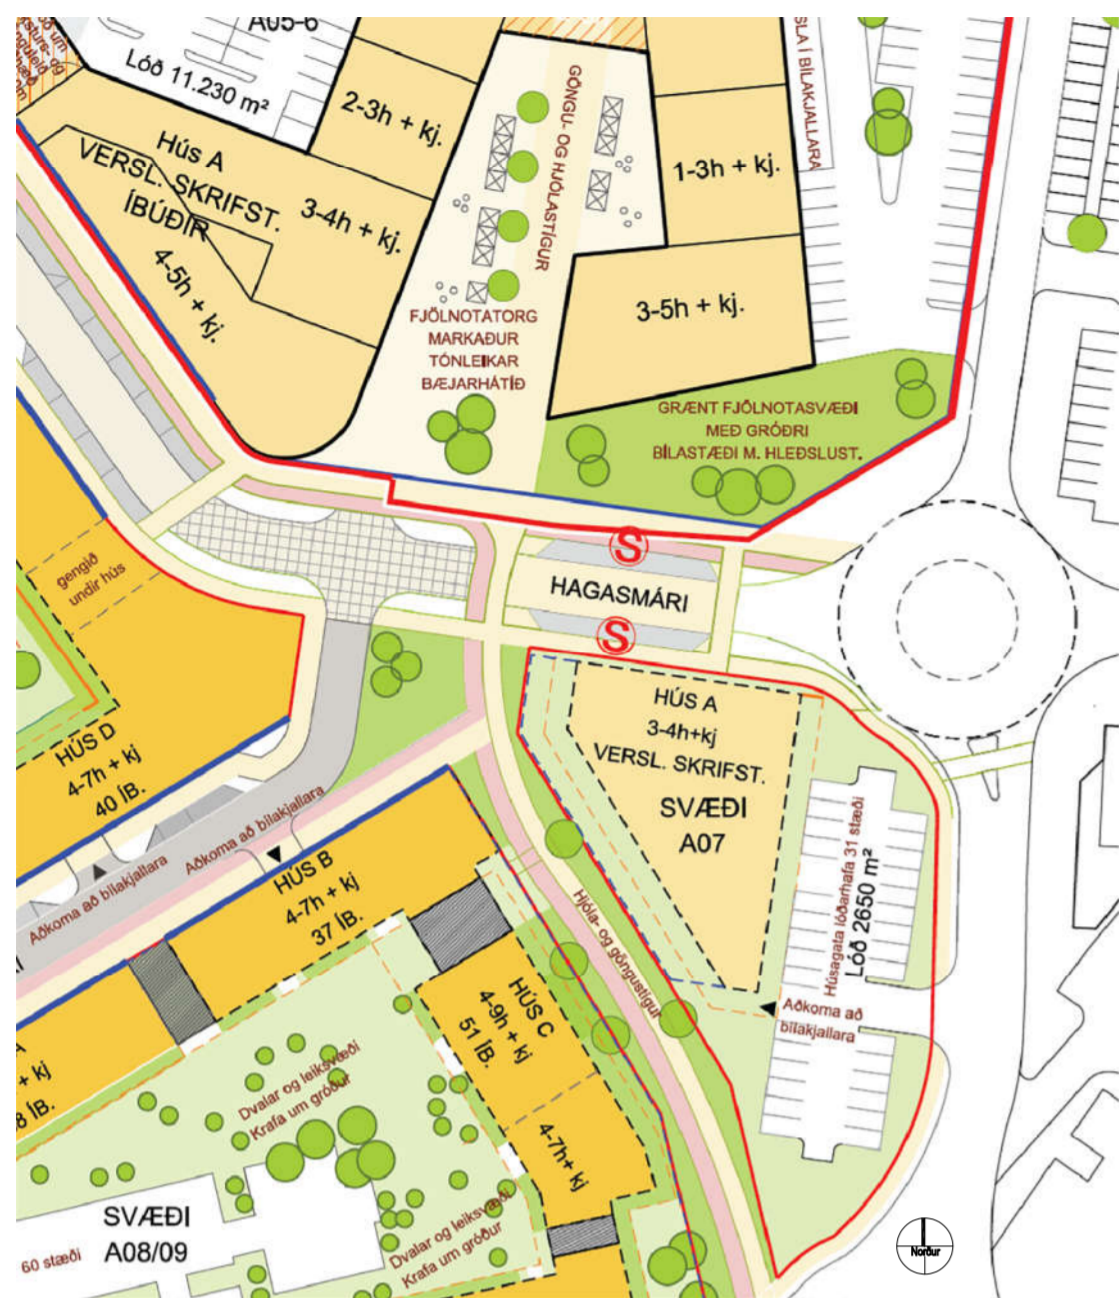 A05-6
Lóð 11.230 m²
2-3h + kj.
Hús A
VERSL. SKRIFST.
ÍBÚÐIR
3-4h + kj.
4-5h + kj.
GÖNGU- OG HJÓLASTÍGUR
1-3h + kj.
3-5h + kj.
SLA Í BÍLAKJALLARA
FJÖLNOTATORG
MARKAÐUR
TÓNLEIKAR
BÆJARHÁTÍÐ
GRÆNT FJÖLNOTASVÆÐI
MEÐ GRÓÐRI
BÍLASTÆÐI M. HLEÐSLUST.
S
HAGASMÁRI
S
gengið
undir hús
HÚS D
4-7h + kj
40 ÍB.
HÚS A
3-4h+kj
VERSL. SKRIFST.
SVÆÐI
A07
Húsagata lóðarhafa 31 stæði
Lóð 2650 m²
Aðkoma að
bílakjallara
Aðkoma að bílakjallara
Aðkoma að bílakjallara
HÚS B
4-7h + kj
37 ÍB.
Hjóla- og göngustígur
HÚS C
4-9h + kj
51 ÍB.
4-7h+ kj
+ kj
8 ÍB.
Dvalar og leiksvæði
Krafa um gróður
Dvalar og leiksvæði
Krafa um gróður
SVÆÐI
A08/09
60 stæði
Norður